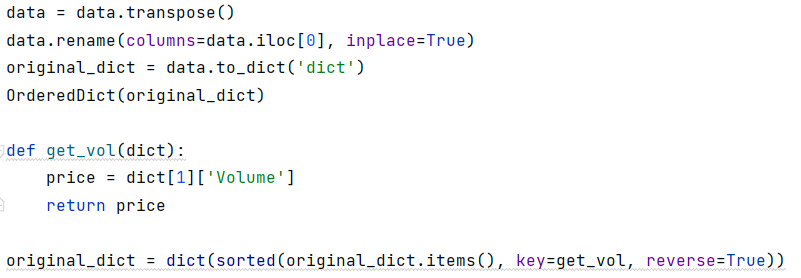 data = data.transpose()
data.rename(columns=data.iloc[0], inplace=True)
original_dict = data.to_dict('dict')
OrderedDict(original_dict)

def get_vol(dict):
    price = dict[1]['Volume']
    return price

original_dict = dict(sorted(original_dict.items(), key=get_vol, reverse=True))